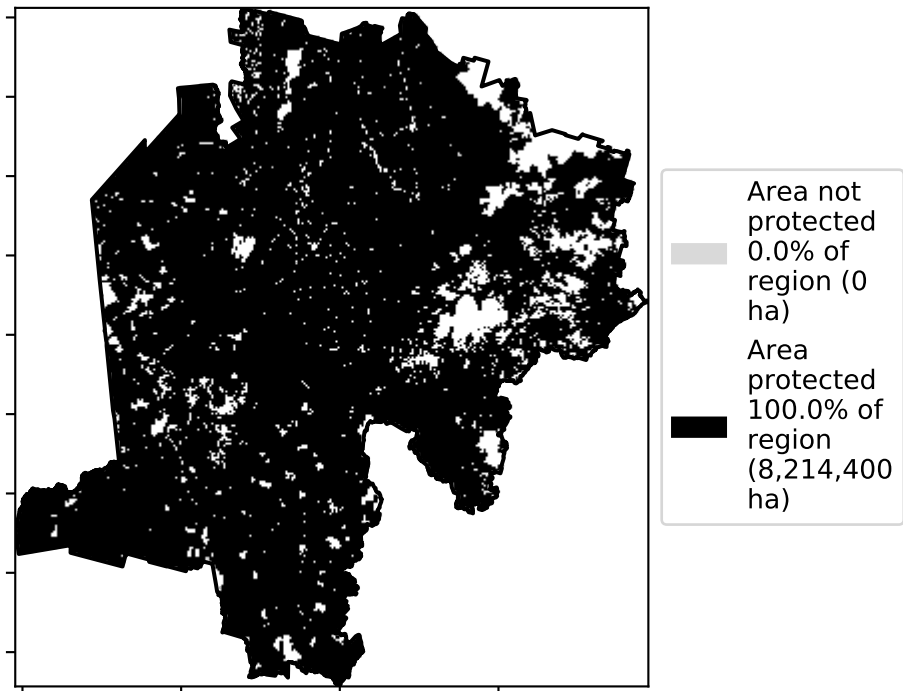 Area not
protected
0.0% of
region (0
ha)
Area
protected
100.0% of
region
(8,214,400
ha)